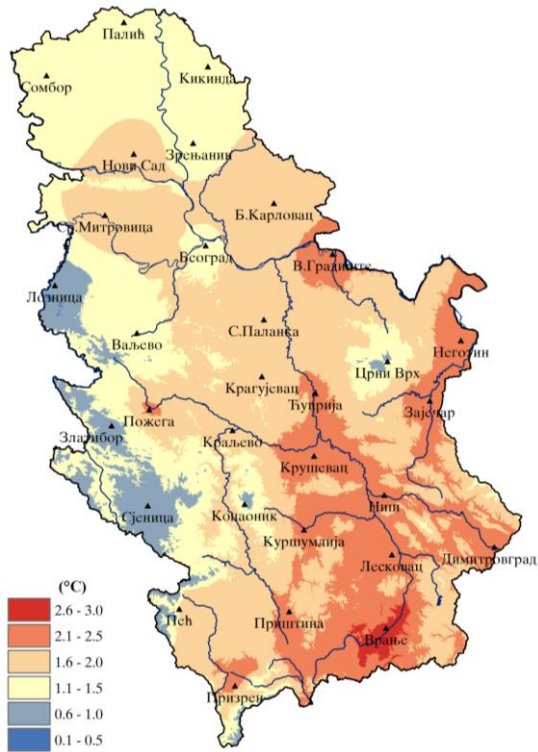 Палић
Кикинда
Сомбор
Зрењанин
Нови Сад
Б.Карловац
Ср.Митровица
Београд
В.Градиште
Лозница
С.Паланка
Ваљево
Неготин
Црни Врх
Крагујевац
Ћуприја
Зајечар
Пожега
Златибор
Краљево
Крушевац
Ниш
Сјеница
Копаоник
Куршумлија
Лесковац
Димитровград
Пећ
Приштина
Врање
Призрен
(°C)
2.6 - 3.0
2.1 - 2.5
1.6 - 2.0
1.1 - 1.5
0.6 - 1.0
0.1 - 0.5